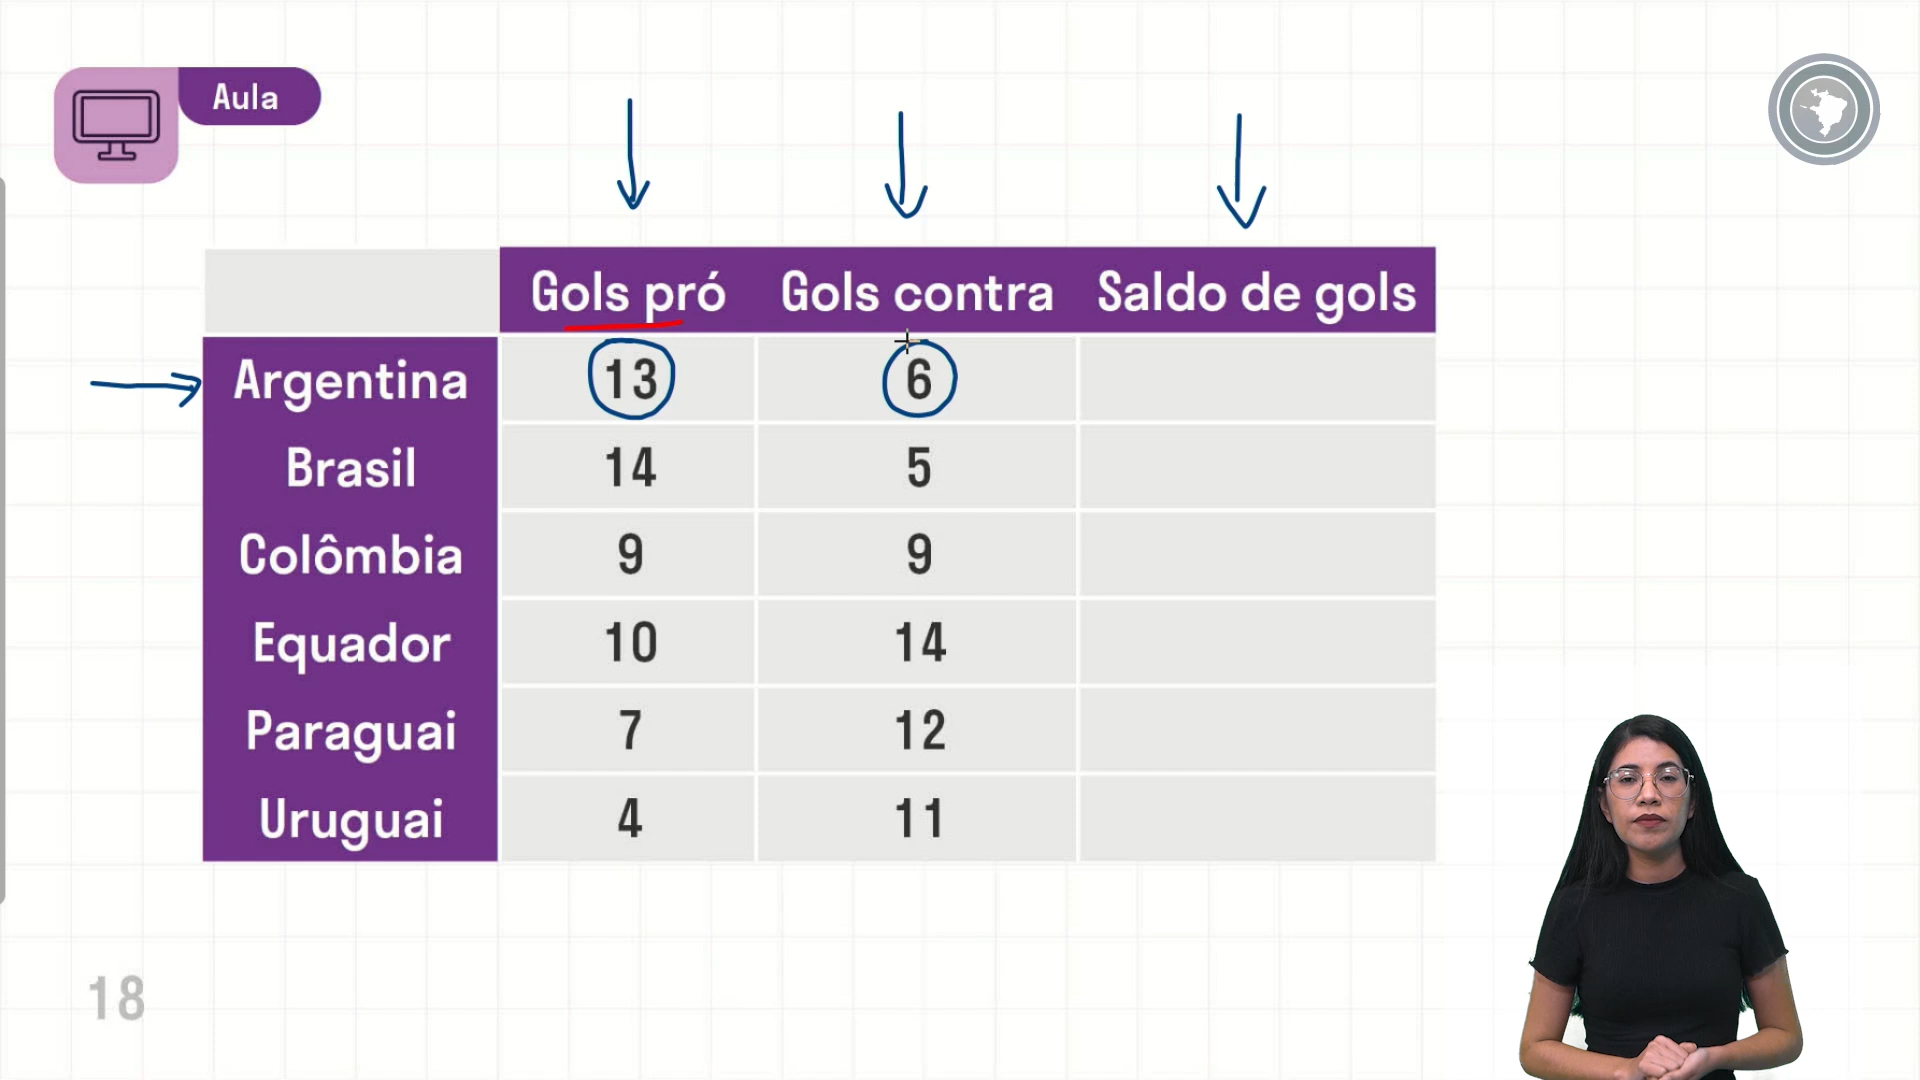 Aula
Gols pró Gols contra Saldo de gols
Argentina 13 6
Brasil 14 5
Colômbia 9 9
Equador 10 14
Paraguai 7 12
Uruguai 4 11
18